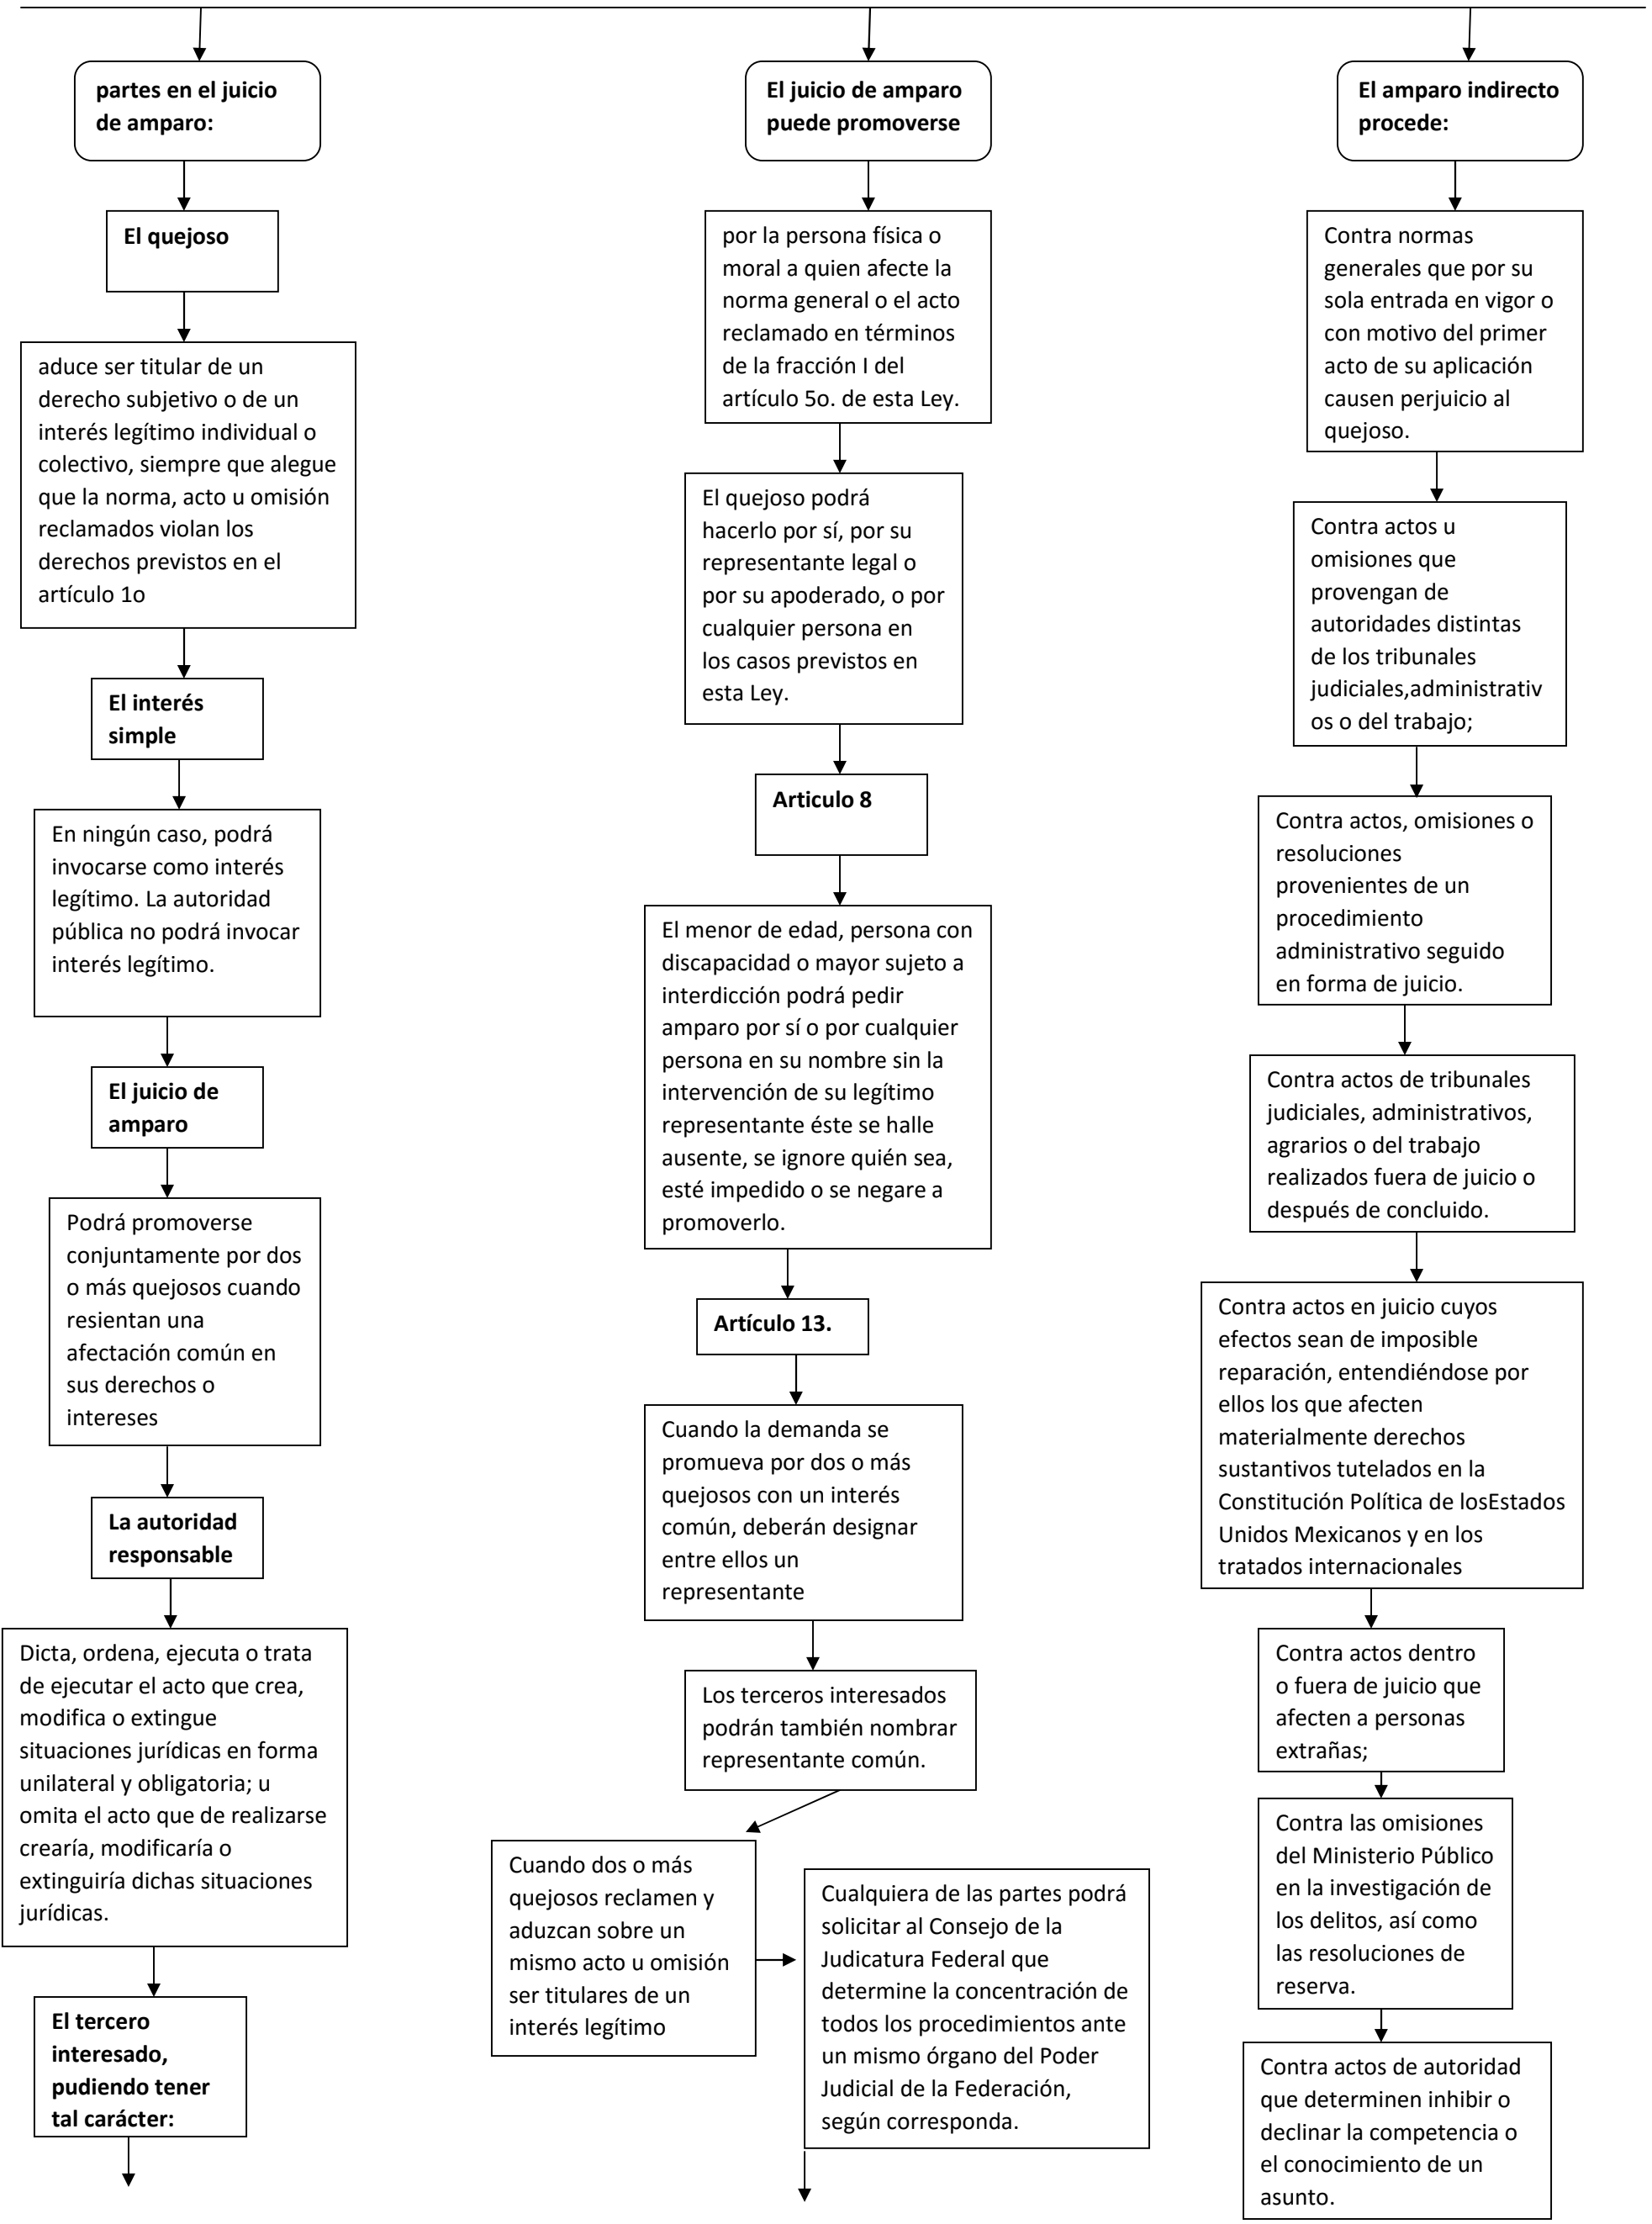 partes en el juicio
de amparo:
El quejoso
aduce ser titular de un
derecho subjetivo o de un
interés legítimo individual o
colectivo, siempre que alegue
que la norma, acto u omisión
reclamados violan los
derechos previstos en el
artículo 1o
El interés
simple
En ningún caso, podrá
invocarse como interés
legítimo. La autoridad
pública no podrá invocar
interés legítimo.
El juicio de
amparo
Podrá promoverse
conjuntamente por dos
o más quejosos cuando
resientan una
afectación común en
sus derechos o
intereses
La autoridad
responsable
Dicta, ordena, ejecuta o trata
de ejecutar el acto que crea,
modifica o extingue
situaciones jurídicas en forma
unilateral y obligatoria; u
omita el acto que de realizarse
crearía, modificaría o
extinguiría dichas situaciones
jurídicas.
El tercero
interesado,
pudiendo tener
tal carácter:
El juicio de amparo
puede promoverse
por la persona física o
moral a quien afecte la
norma general o el acto
reclamado en términos
de la fracción I del
artículo 5o. de esta Ley.
El quejoso podrá
hacerlo por sí, por su
representante legal o
por su apoderado, o por
cualquier persona en
los casos previstos en
esta Ley.
Articulo 8
El menor de edad, persona con
discapacidad o mayor sujeto a
interdicción podrá pedir
amparo por sí o por cualquier
persona en su nombre sin la
intervención de su legítimo
representante éste se halle
ausente, se ignore quién sea,
esté impedido o se negare a
promoverlo.
Artículo 13.
Cuando la demanda se
promueva por dos o más
quejosos con un interés
común, deberán designar
entre ellos un
representante
Los terceros interesados
podrán también nombrar
representante común.
Cuando dos o más
quejosos reclamen y
aduzcan sobre un
mismo acto u omisión
ser titulares de un
interés legítimo
Cualquiera de las partes podrá
solicitar al Consejo de la
Judicatura Federal que
determine la concentración de
todos los procedimientos ante
un mismo órgano del Poder
Judicial de la Federación,
según corresponda.
El amparo indirecto
procede:
Contra normas
generales que por su
sola entrada en vigor o
con motivo del primer
acto de su aplicación
causen perjuicio al
quejoso.
Contra actos u
omisiones que
provengan de
autoridades distintas
de los tribunales
judiciales,administrativ
os o del trabajo;
Contra actos, omisiones o
resoluciones
provenientes de un
procedimiento
administrativo seguido
en forma de juicio.
Contra actos de tribunales
judiciales, administrativos,
agrarios o del trabajo
realizados fuera de juicio o
después de concluido.
Contra actos en juicio cuyos
efectos sean de imposible
reparación, entendiéndose por
ellos los que afecten
materialmente derechos
sustantivos tutelados en la
Constitución Política de losEstados
Unidos Mexicanos y en los
tratados internacionales
Contra actos dentro
o fuera de juicio que
afecten a personas
extrañas;
Contra las omisiones
del Ministerio Público
en la investigación de
los delitos, así como
las resoluciones de
reserva.
Contra actos de autoridad
que determinen inhibir o
declinar la competencia o
el conocimiento de un
asunto.